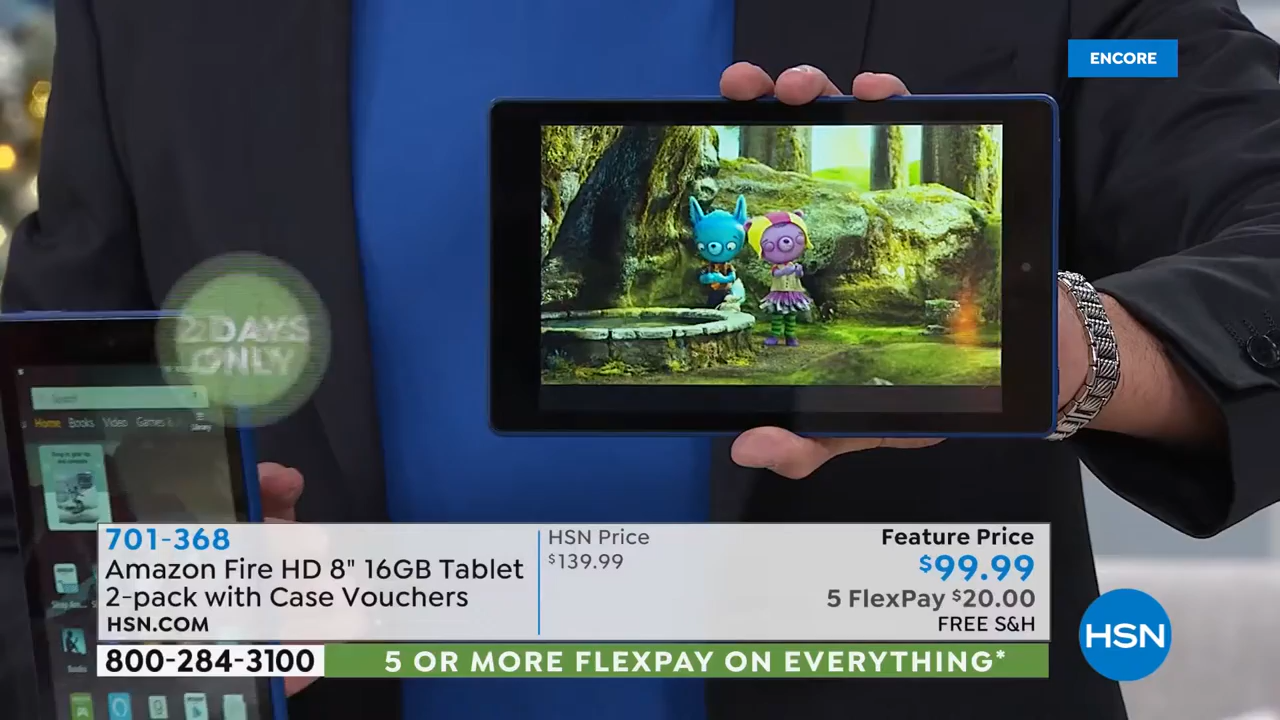 ENCORE
2 DAYS
ONLY
Search
Home Books Video Games
Library
701-368
Amazon Fire HD 8" 16GB Tablet
2-pack with Case Vouchers
HSN.COM
HSN Price
$139.99
Feature Price
$99.99
5 FlexPay $20.00
FREE S&H
HSN
800-284-3100
5 OR MORE FLEXPAY ON EVERYTHING*